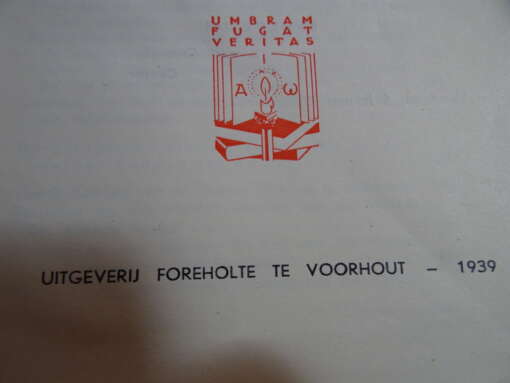 UMBRAM
FUGAT
VERITAS
Α Ω
UITGEVERIJ FOREHOLTE TE VOORHOUT – 1939